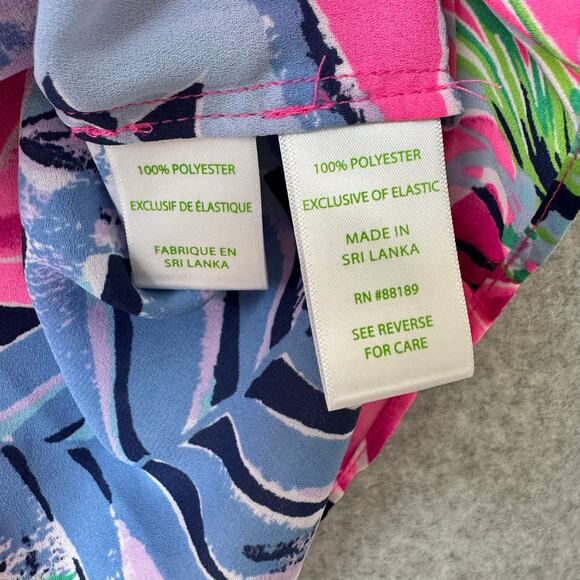 100% POLYESTER
EXCLUSIF DE ÉLASTIQUE
FABRIQUE EN
SRI LANKA
100% POLYESTER
EXCLUSIVE OF ELASTIC
MADE IN
SRI LANKA
RN #88189
SEE REVERSE
FOR CARE